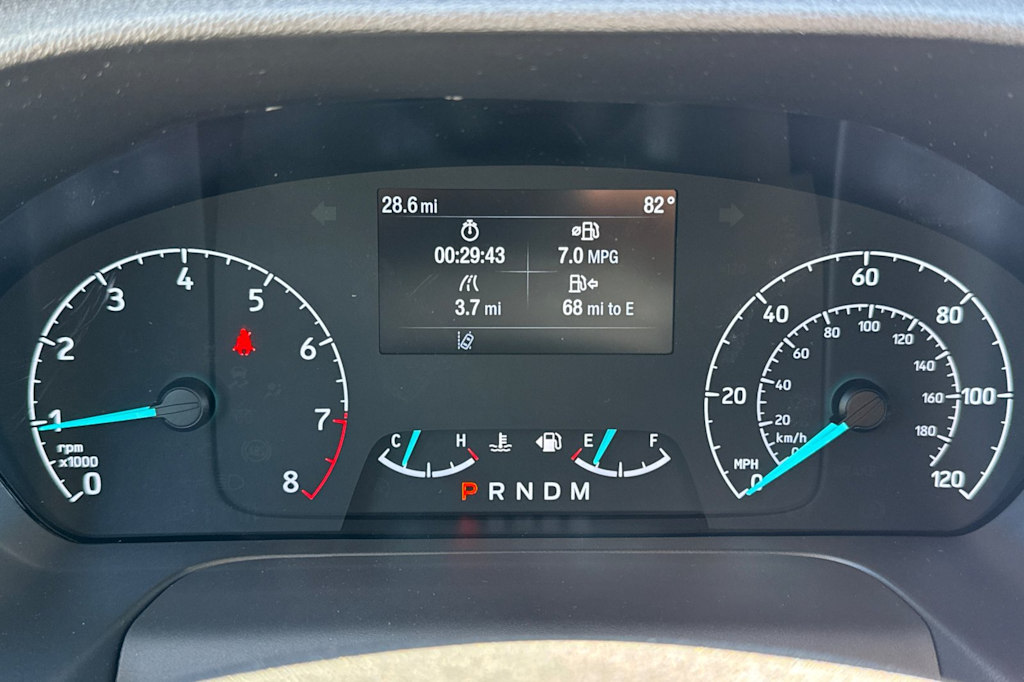 28.6 mi 82°
00:29:43 7.0 MPG
3.7 mi 68 mi to E
0 1 2 3 4 5 6 7 8
rpm
x1000
C H E F
P R N D M
0 20 40 60 80 100 120
MPH
20 40 60 80 100 120 140 160 180
km/h